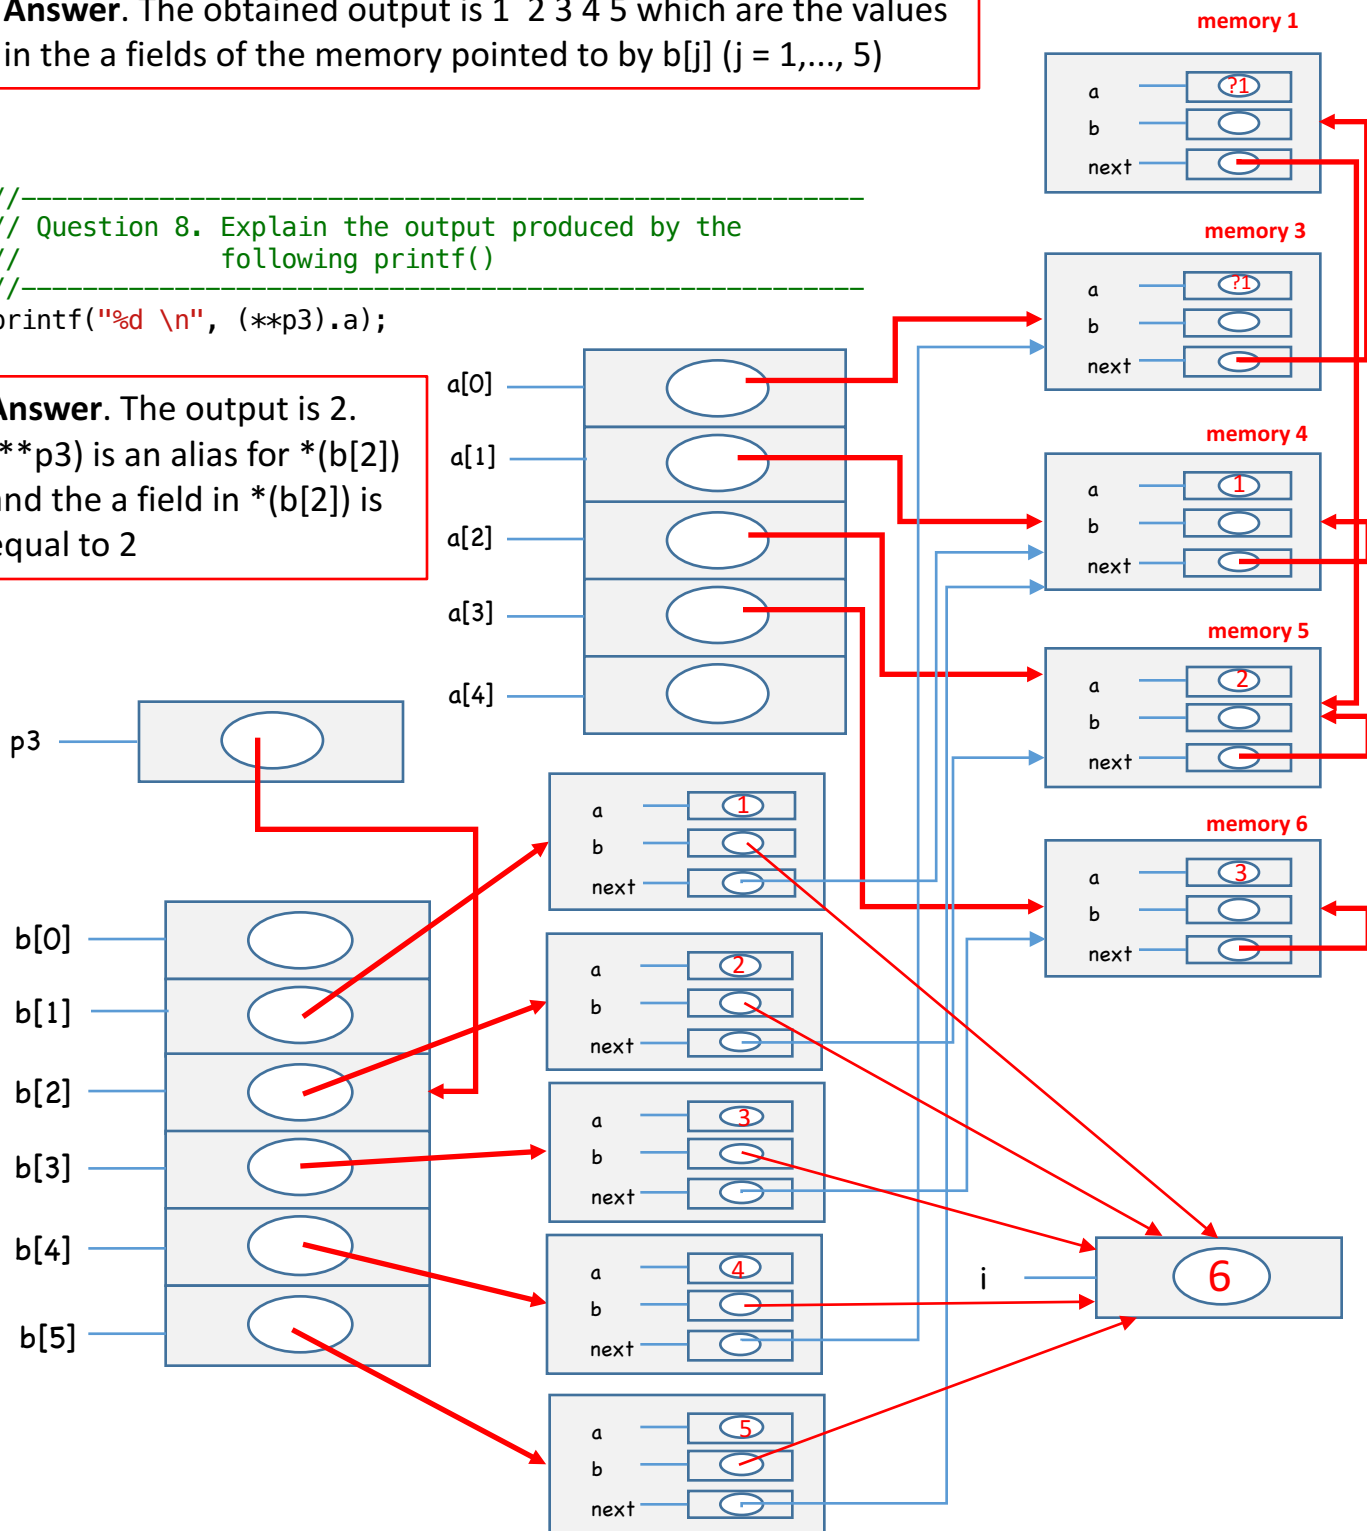 Answer. The obtained output is 1 2 3 4 5 which are the values
in the a fields of the memory pointed to by b[j] (j = 1,..., 5)
//-------------------------------------------------------
// Question 8. Explain the output produced by the
// following printf()
//-------------------------------------------------------
printf("%d \n", (**p3).a);
Answer. The output is 2.
(**p3) is an alias for *(b[2])
and the a field in *(b[2]) is
equal to 2
memory 1
a ?1
b
next
memory 3
a ?1
b
next
memory 4
a 1
b
next
memory 5
a 2
b
next
memory 6
a 3
b
next
a[0]
a[1]
a[2]
a[3]
a[4]
p3
b[0]
b[1]
b[2]
b[3]
b[4]
b[5]
a 1
b
next
a 2
b
next
a 3
b
next
a 4
b
next
a 5
b
next
i 6